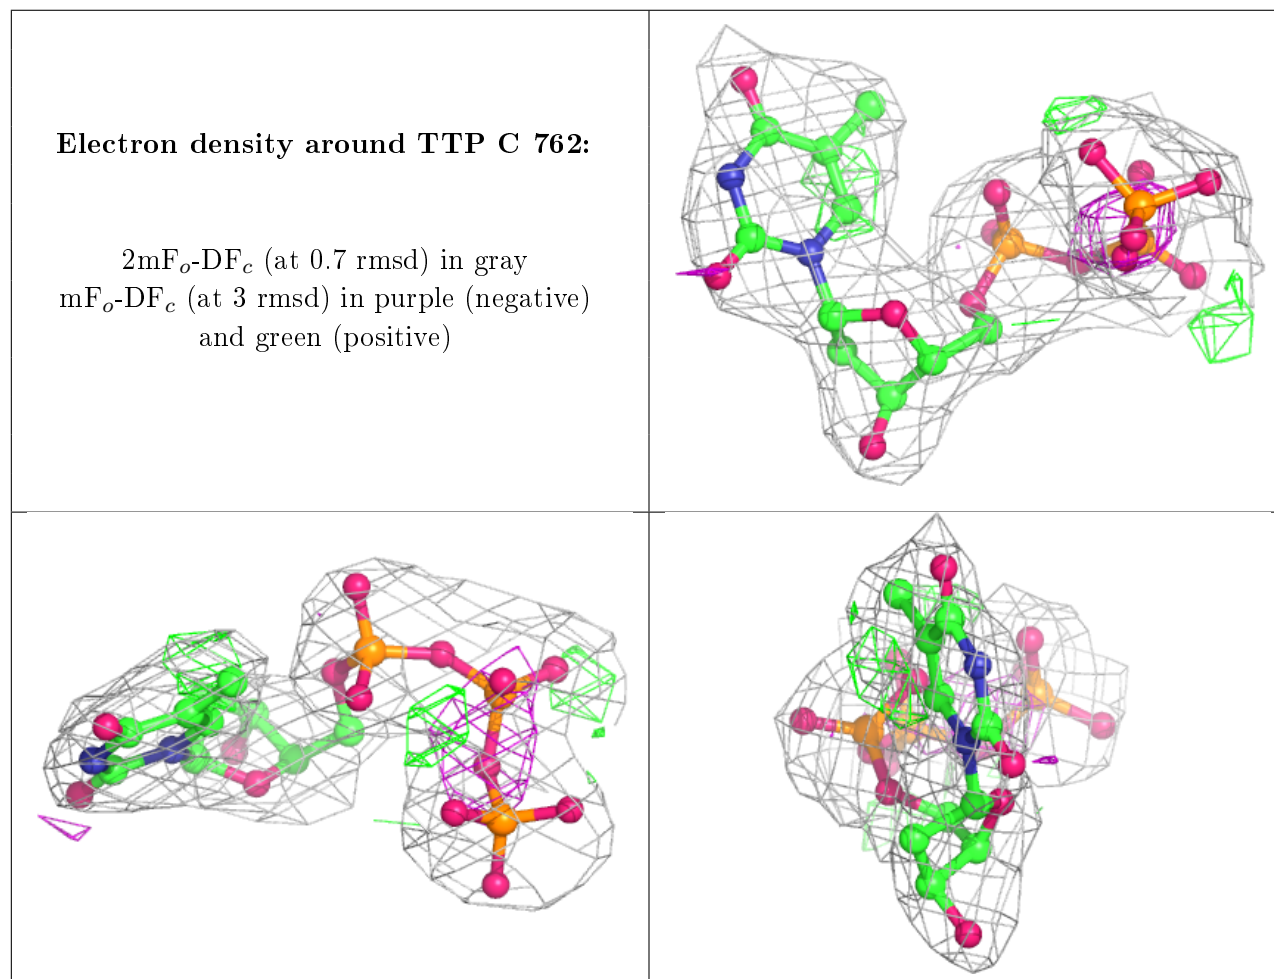 Electron density around TTP C 762:
2mFo-DFc (at 0.7 rmsd) in gray
mFo-DFc (at 3 rmsd) in purple (negative)
and green (positive)